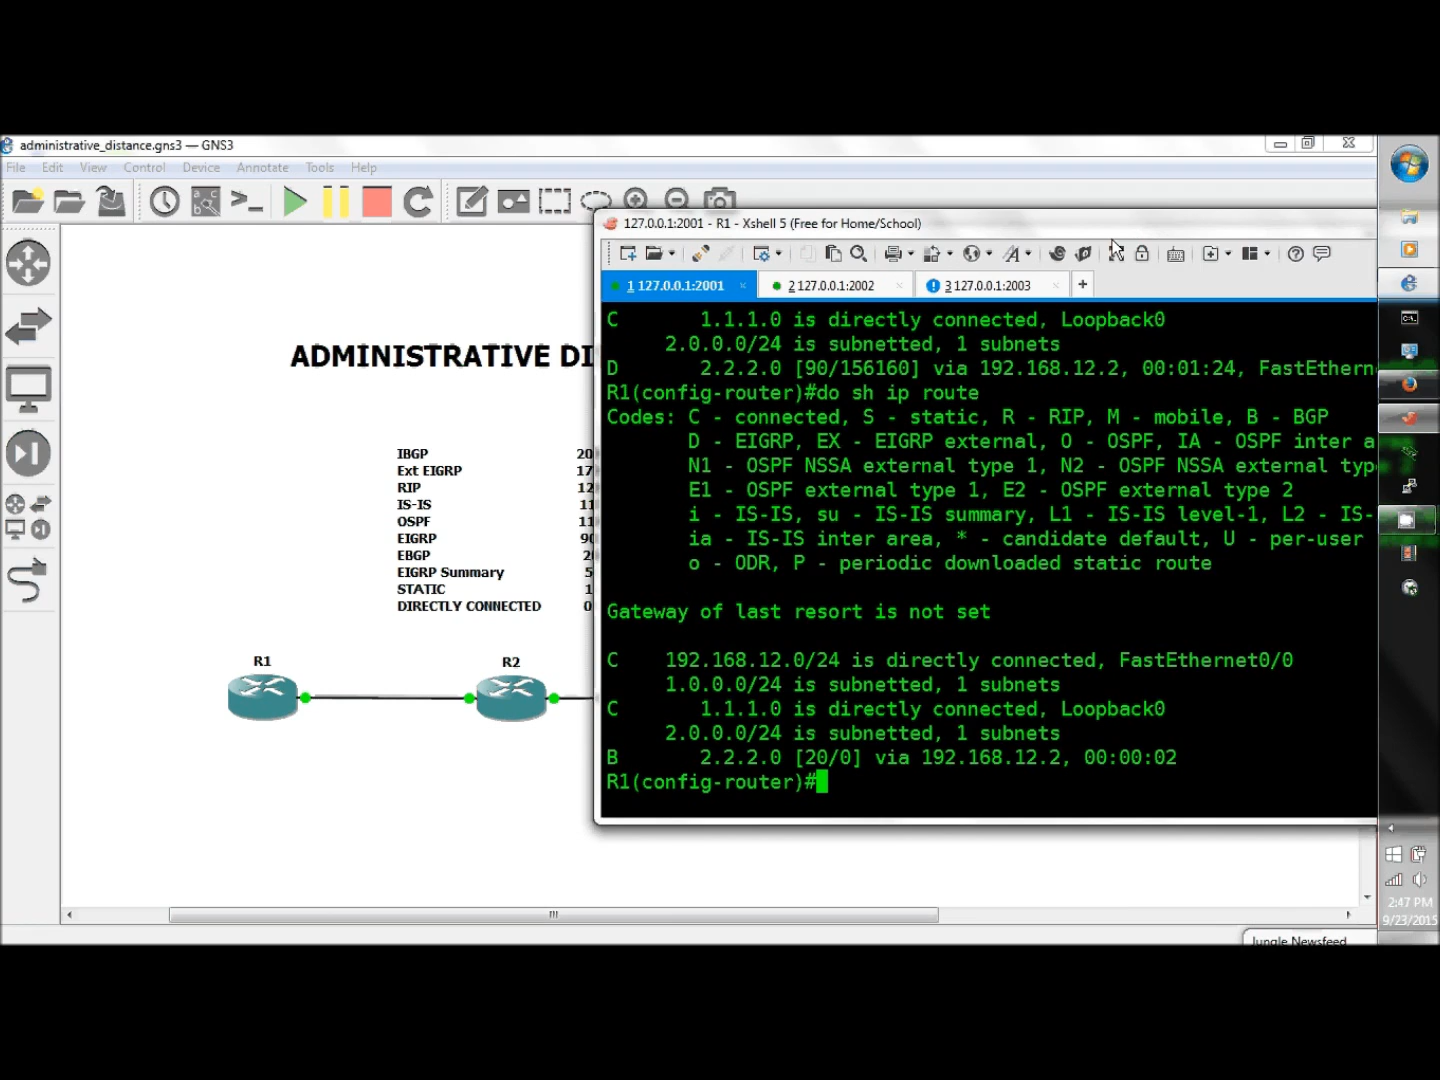 administrative_distance.gns3 — GNS3
File Edit View Control Device Annotate Tools Help
127.0.0.1:2001 - R1 - Xshell 5 (Free for Home/School)
1 127.0.0.1:2001
2 127.0.0.1:2002
3 127.0.0.1:2003
ADMINISTRATIVE DI
IBGP 20
Ext EIGRP 17
RIP 12
IS-IS 11
OSPF 11
EIGRP 90
EBGP 20
EIGRP Summary 5
STATIC 1
DIRECTLY CONNECTED 0
R1
R2
C 1.1.1.0 is directly connected, Loopback0
2.0.0.0/24 is subnetted, 1 subnets
D 2.2.2.0 [90/156160] via 192.168.12.2, 00:01:24, FastEthern
R1(config-router)#do sh ip route
Codes: C - connected, S - static, R - RIP, M - mobile, B - BGP
D - EIGRP, EX - EIGRP external, O - OSPF, IA - OSPF inter a
N1 - OSPF NSSA external type 1, N2 - OSPF NSSA external typ
E1 - OSPF external type 1, E2 - OSPF external type 2
i - IS-IS, su - IS-IS summary, L1 - IS-IS level-1, L2 - IS-
ia - IS-IS inter area, * - candidate default, U - per-user
o - ODR, P - periodic downloaded static route
Gateway of last resort is not set
C 192.168.12.0/24 is directly connected, FastEthernet0/0
1.0.0.0/24 is subnetted, 1 subnets
C 1.1.1.0 is directly connected, Loopback0
2.0.0.0/24 is subnetted, 1 subnets
B 2.2.2.0 [20/0] via 192.168.12.2, 00:00:02
R1(config-router)#
2:47 PM
9/23/2015
Jungle Newsfeed